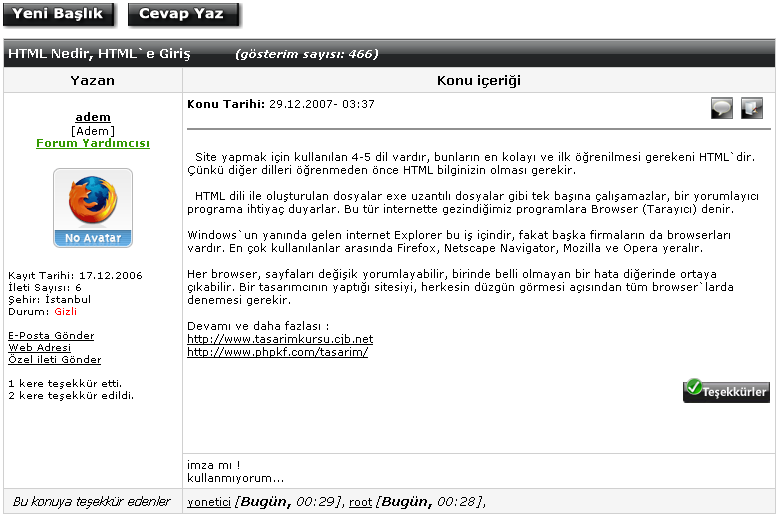 Yeni Başlık
Cevap Yaz
HTML Nedir, HTML`e Giriş (gösterim sayısı: 466)
Yazan
Konu içeriği
adem
[Adem]
Forum Yardımcısı
No Avatar
Kayıt Tarihi: 17.12.2006
İleti Sayısı: 6
Şehir: İstanbul
Durum: Gizli
E-Posta Gönder
Web Adresi
Özel ileti Gönder
1 kere teşekkür etti.
2 kere teşekkür edildi.
Konu Tarihi: 29.12.2007- 03:37
Site yapmak için kullanılan 4-5 dil vardır, bunların en kolayı ve ilk öğrenilmesi gerekeni HTML`dir.
Çünkü diğer dilleri öğrenmeden önce HTML bilginizin olması gerekir.
HTML dili ile oluşturulan dosyalar exe uzantılı dosyalar gibi tek başına çalışamazlar, bir yorumlayıcı
programa ihtiyaç duyarlar. Bu tür internette gezindiğimiz programlara Browser (Tarayıcı) denir.
Windows`un yanında gelen internet Explorer bu iş içindir, fakat başka firmaların da browserları
vardır. En çok kullanılanlar arasında Firefox, Netscape Navigator, Mozilla ve Opera yeralır.
Her browser, sayfaları değişik yorumlayabilir, birinde belli olmayan bir hata diğerinde ortaya
çıkabilir. Bir tasarımcının yaptığı sitesiyi, herkesin düzgün görmesi açısından tüm browser`larda
denemesi gerekir.
Devamı ve daha fazlası :
http://www.tasarimkursu.cjb.net
http://www.phpkf.com/tasarim/
Teşekkürler
imza mı !
kullanmıyorum...
Bu konuya teşekkür edenler
yonetici [Bugün, 00:29], root [Bugün, 00:28],